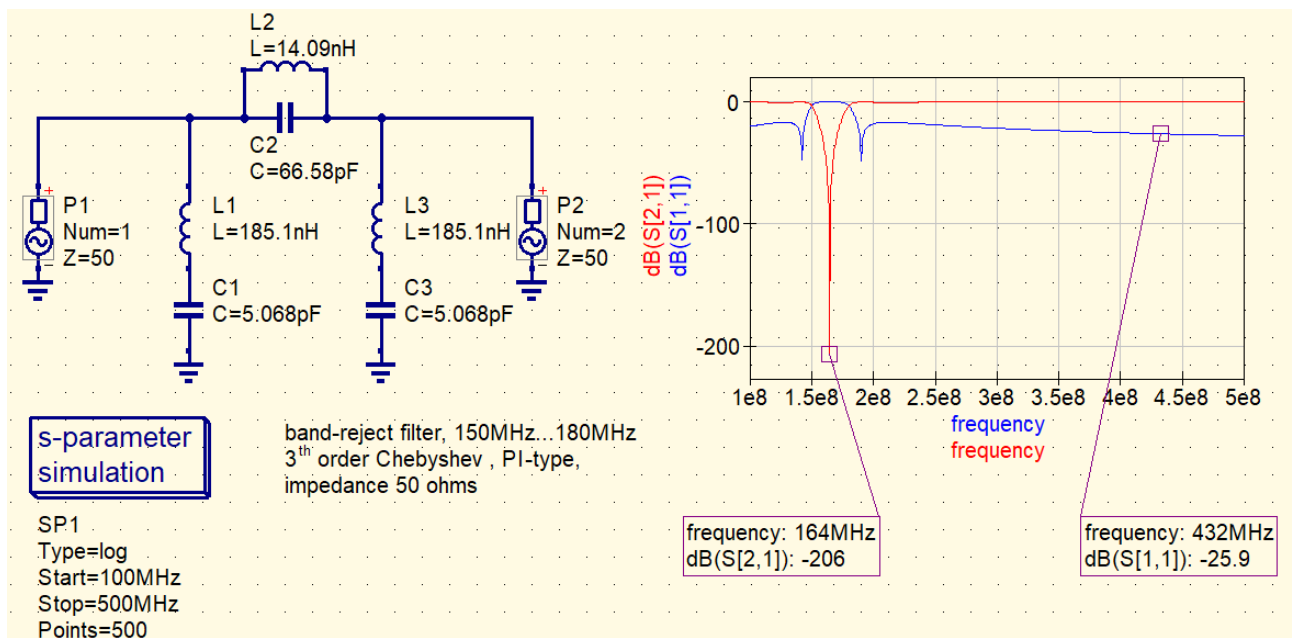 L2
L=14.09nH
C2
C=66.58pF
P1
Num=1
Z=50
L1
L=185.1nH
L3
L=185.1nH
P2
Num=2
Z=50
C1
C=5.068pF
C3
C=5.068pF
s-parameter
simulation
band-reject filter, 150MHz...180MHz
3th order Chebyshev , PI-type,
impedance 50 ohms
SP1
Type=log
Start=100MHz
Stop=500MHz
Points=500
dB(S[2,1])
dB(S[1,1])
0
-100
-200
1e8 1.5e8 2e8 2.5e8 3e8 3.5e8 4e8 4.5e8 5e8
frequency
frequency
frequency: 164MHz
dB(S[2,1]): -206
frequency: 432MHz
dB(S[1,1]): -25.9